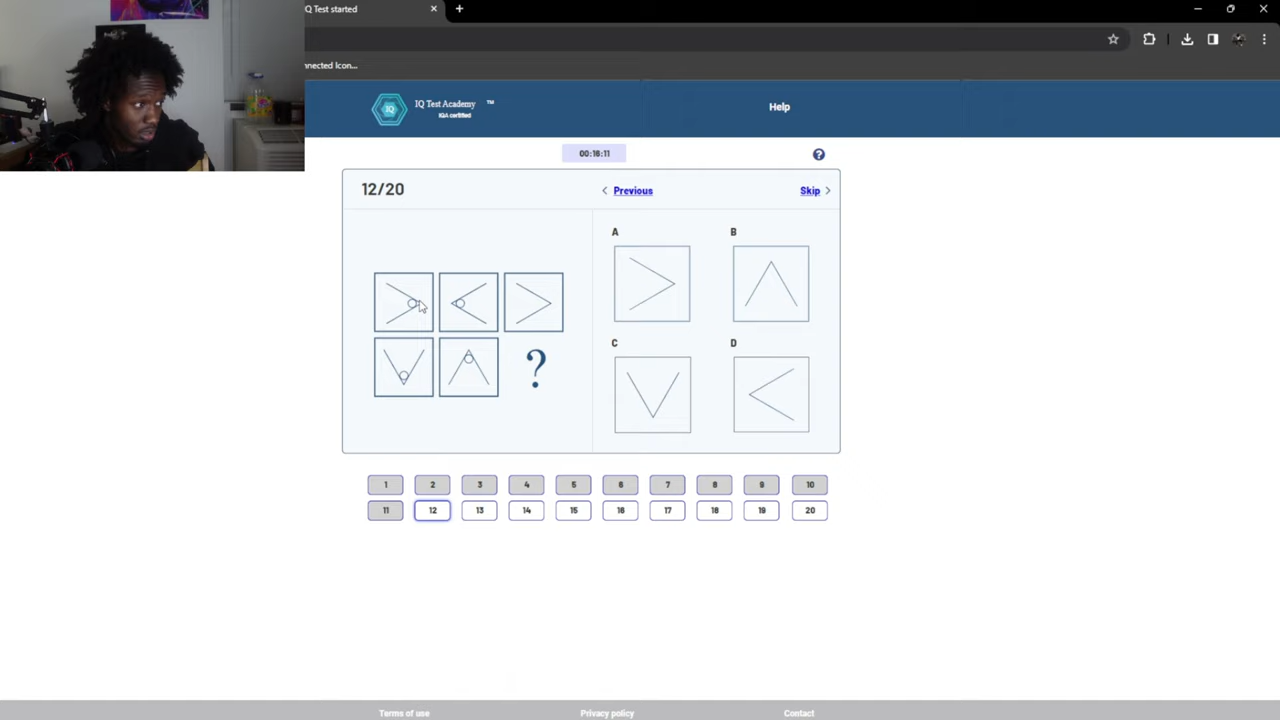 Q Test started
nnected Icon...
IQ
IQ Test Academy ™
IQA certified
Help
00:16:11
?
12/20
< Previous
Skip >
A
B
C
D
?
1 2 3 4 5 6 7 8 9 10
11 12 13 14 15 16 17 18 19 20
Terms of use
Privacy policy
Contact